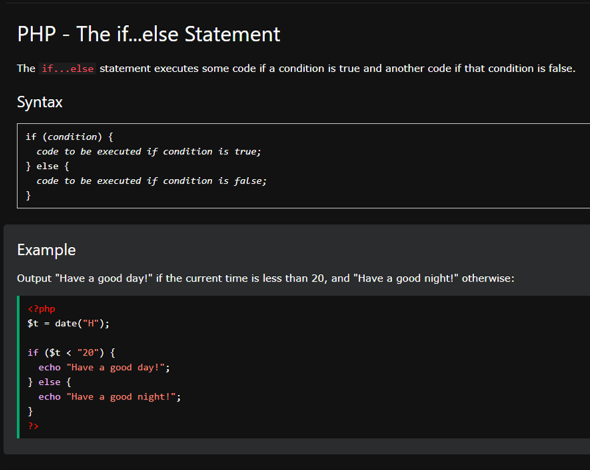 PHP - The if...else Statement
The if...else statement executes some code if a condition is true and another code if that condition is false.
Syntax
if (condition) {
  code to be executed if condition is true;
} else {
  code to be executed if condition is false;
}
Example
Output "Have a good day!" if the current time is less than 20, and "Have a good night!" otherwise:
<?php
$t = date("H");

if ($t < "20") {
  echo "Have a good day!";
} else {
  echo "Have a good night!";
}
?>